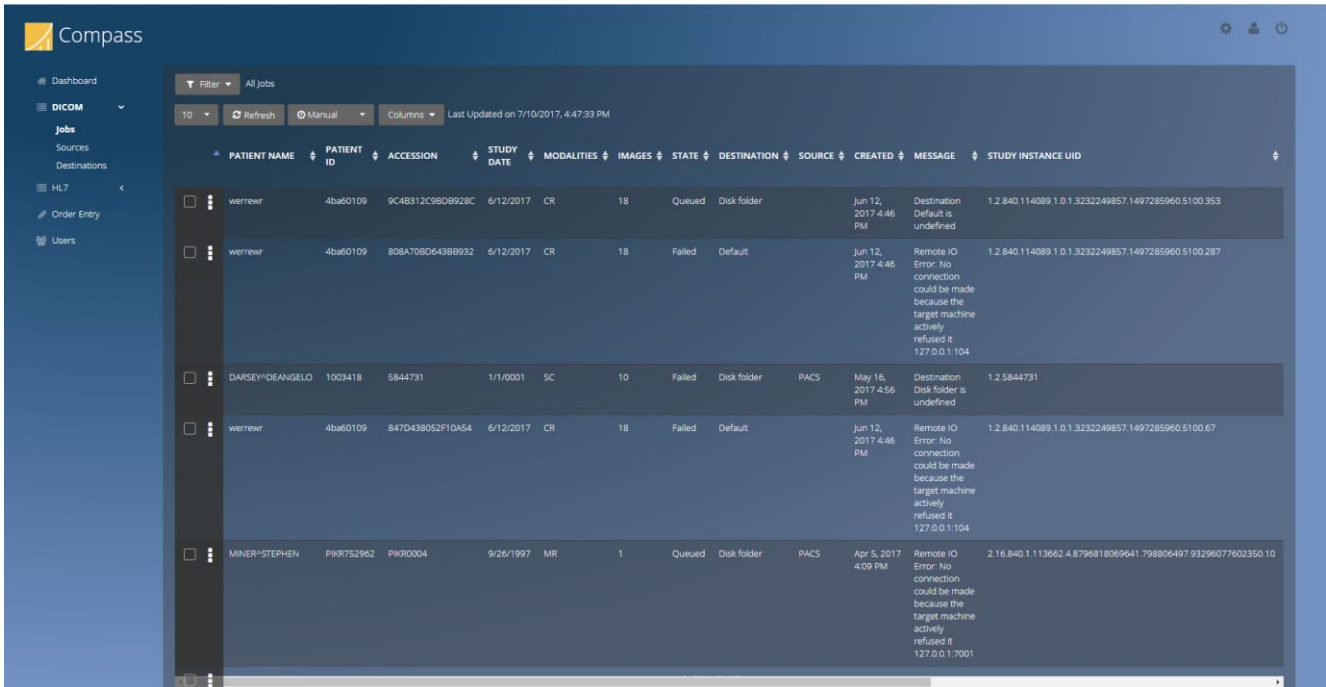 Compass
Dashboard
DICOM
Jobs
Sources
Destinations
HL7
Order Entry
Users
Filter All Jobs
10 Refresh Manual Columns Last Updated on 7/10/2017, 4:47:33 PM
PATIENT NAME PATIENT ID ACCESSION STUDY DATE MODALITIES IMAGES STATE DESTINATION SOURCE CREATED MESSAGE STUDY INSTANCE UID
werrewr 4ba60109 9C4B312C9BDB928C 6/12/2017 CR 18 Queued Disk folder Jun 12, 2017 4:46 PM Destination Default is undefined 1.2.840.114089.1.0.1.3232249857.1497285960.5100.353
werrewr 4ba60109 808A70BD643BB932 6/12/2017 CR 18 Failed Default Jun 12, 2017 4:46 PM Remote IO Error: No connection could be made because the target machine actively refused it 127.0.0.1:104 1.2.840.114089.1.0.1.3232249857.1497285960.5100.287
DARSEY^DEANGELO 1003418 5844731 1/1/0001 SC 10 Failed Disk folder PACS May 16, 2017 4:56 PM Destination Disk folder is undefined 1.2.5844731
werrewr 4ba60109 847D438052F10A54 6/12/2017 CR 18 Failed Default Jun 12, 2017 4:46 PM Remote IO Error: No connection could be made because the target machine actively refused it 127.0.0.1:104 1.2.840.114089.1.0.1.3232249857.1497285960.5100.67
MINER^STEPHEN PIKR752962 PIKR0004 9/26/1997 MR 1 Queued Disk folder PACS Apr 5, 2017 4:09 PM Remote IO Error: No connection could be made because the target machine actively refused it 127.0.0.1:7001 2.16.840.1.113662.4.8796818069641.798806497.93296077602350.10